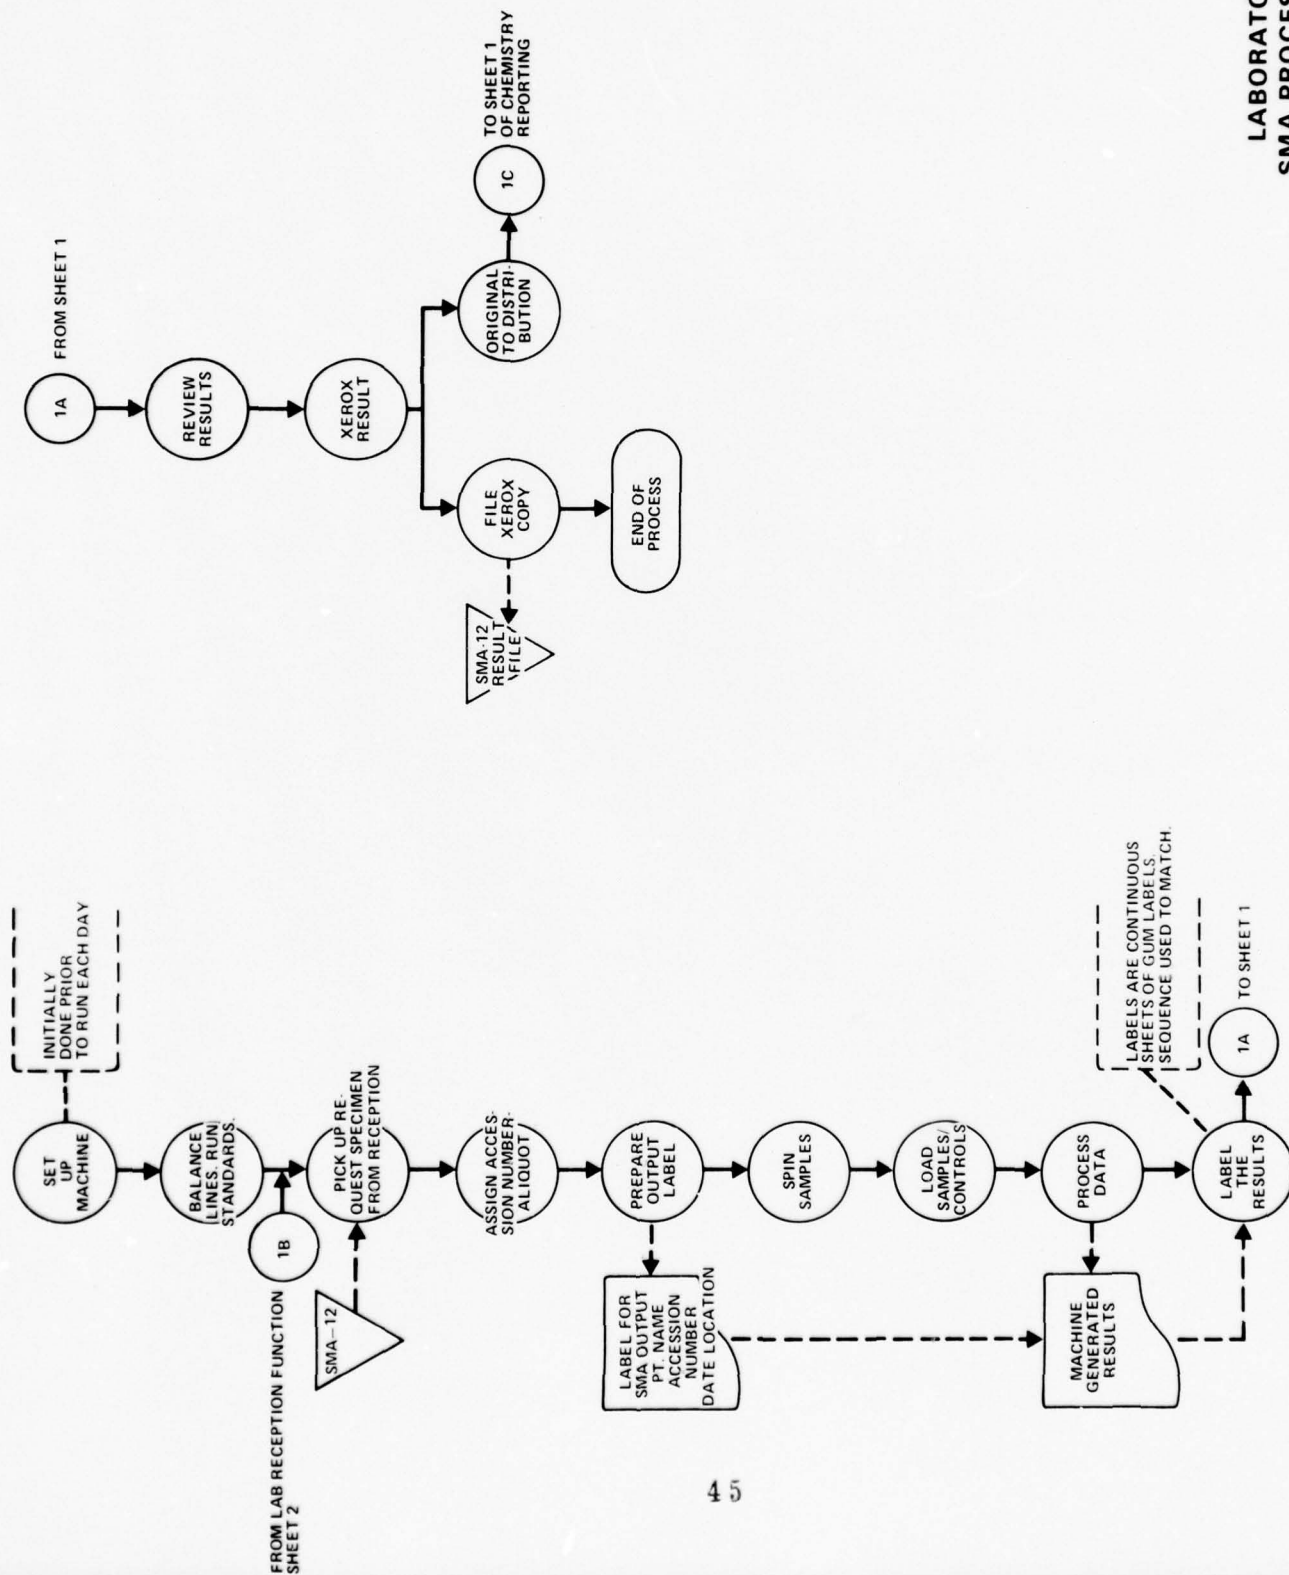 INITIALLY
DONE PRIOR
TO RUN EACH DAY
SET
UP
MACHINE
BALANCE
LINES. RUN
STANDARDS.
1B
FROM LAB RECEPTION FUNCTION
SHEET 2
PICK UP RE-
QUEST SPECIMEN
FROM RECEPTION
SMA-12
ASSIGN ACCES-
SION NUMBER-
ALIQUOT
PREPARE
OUTPUT
LABEL
LABEL FOR
SMA OUTPUT
PT. NAME
ACCESSION
NUMBER
DATE LOCATION
SPIN
SAMPLES
LOAD
SAMPLES/
CONTROLS
PROCESS
DATA
MACHINE
GENERATED
RESULTS
LABELS ARE CONTINUOUS
SHEETS OF GUM LABELS.
SEQUENCE USED TO MATCH.
LABEL
THE
RESULTS
1A
TO SHEET 1
1A
FROM SHEET 1
REVIEW
RESULTS
XEROX
RESULT
ORIGINAL
TO DISTRI-
BUTION
1C
TO SHEET 1
OF CHEMISTRY
REPORTING
FILE
XEROX
COPY
SMA-12
RESULT
FILE
END OF
PROCESS
LABORATO
SMA PROCES
45